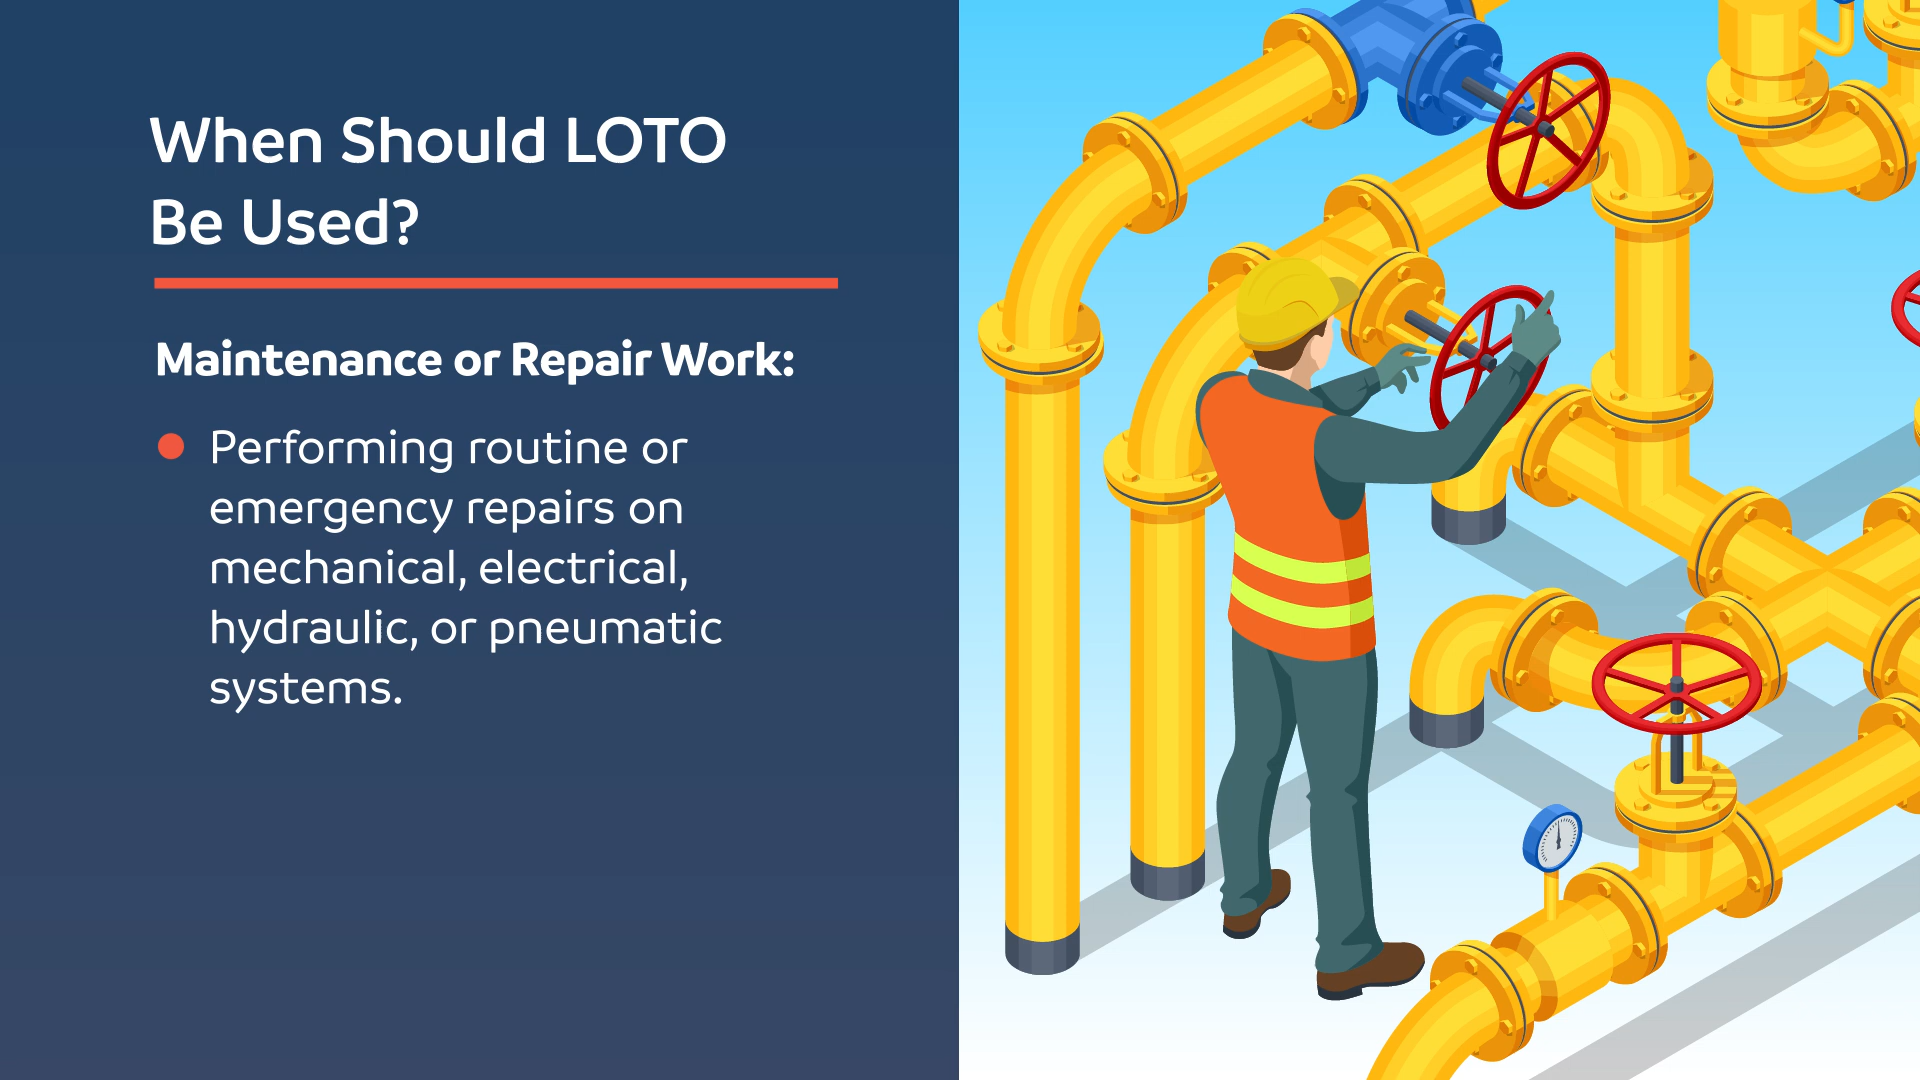 When Should LOTO
Be Used?
Maintenance or Repair Work:
Performing routine or
emergency repairs on
mechanical, electrical,
hydraulic, or pneumatic
systems.